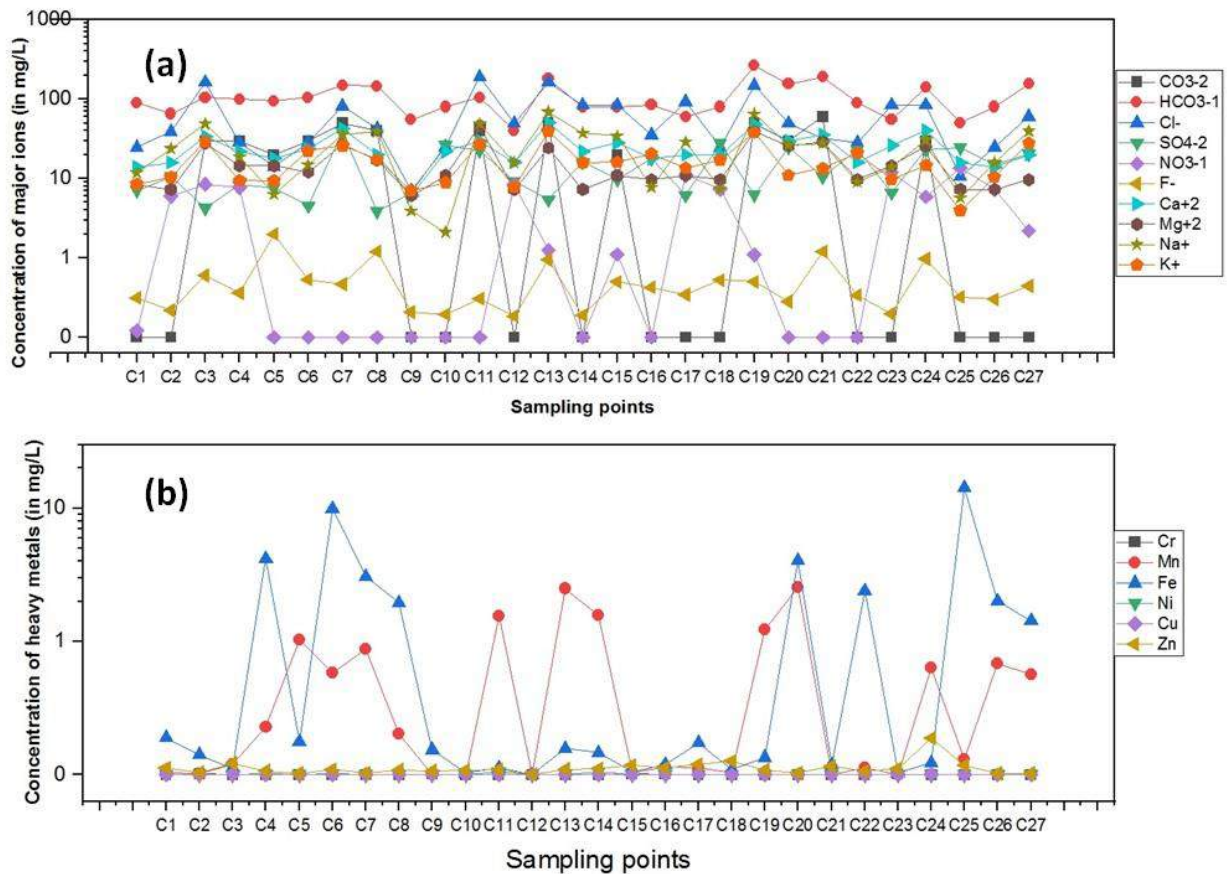 (a)
Concentration of major ions (in mg/L)
1000
100
10
1
0
C1 C2 C3 C4 C5 C6 C7 C8 C9 C10 C11 C12 C13 C14 C15 C16 C17 C18 C19 C20 C21 C22 C23 C24 C25 C26 C27
Sampling points
CO3-2
HCO3-1
Cl-
SO4-2
NO3-1
F-
Ca+2
Mg+2
Na+
K+
(b)
Concentration of heavy metals (in mg/L)
10
1
0
C1 C2 C3 C4 C5 C6 C7 C8 C9 C10 C11 C12 C13 C14 C15 C16 C17 C18 C19 C20 C21 C22 C23 C24 C25 C26 C27
Sampling points
Cr
Mn
Fe
Ni
Cu
Zn